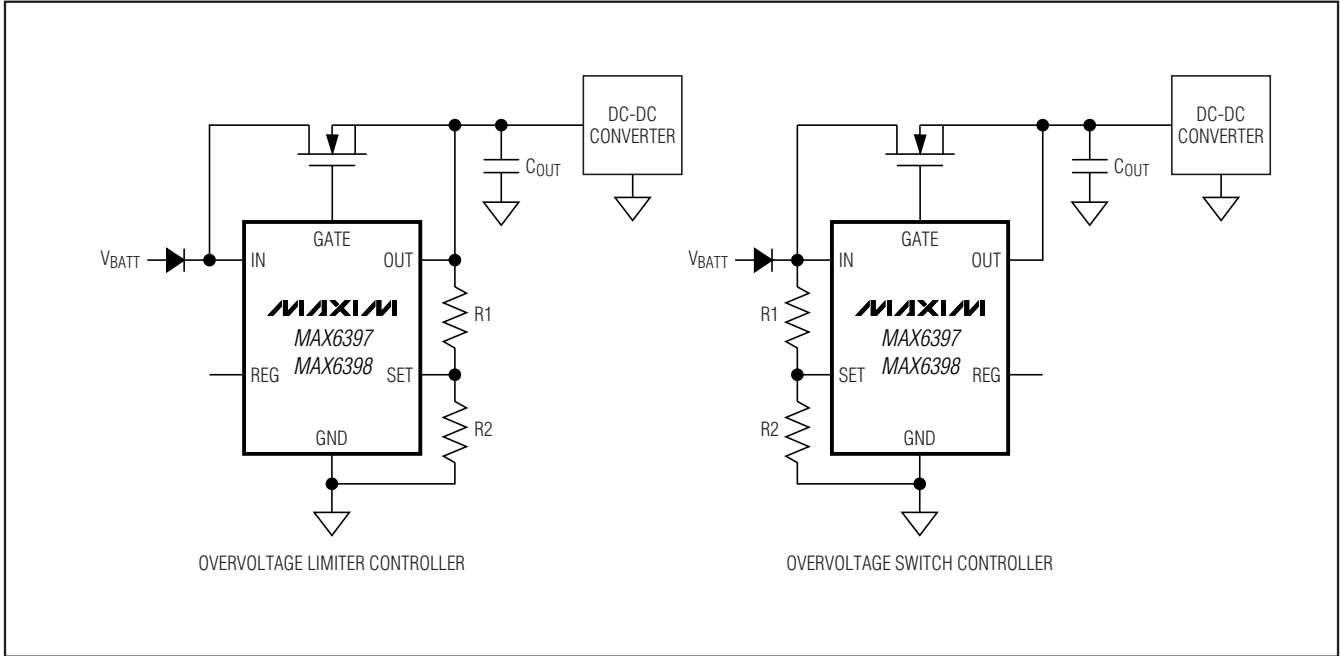 DC-DC
CONVERTER
COUT
GATE
VBATT
IN
OUT
MAXIM
R1
MAX6397
MAX6398
REG
SET
R2
GND
OVERVOLTAGE LIMITER CONTROLLER
DC-DC
CONVERTER
COUT
GATE
VBATT
IN
OUT
R1
MAXIM
MAX6397
MAX6398
SET
REG
R2
GND
OVERVOLTAGE SWITCH CONTROLLER